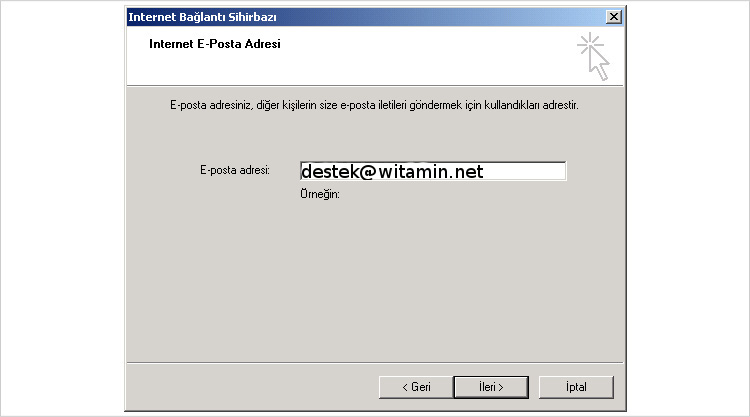 Internet Bağlantı Sihirbazı
Internet E-Posta Adresi
E-posta adresiniz, diğer kişilerin size e-posta iletileri göndermek için kullandıkları adrestir.
E-posta adresi: destek@witamin.net
Örneğin:
< Geri İleri > İptal